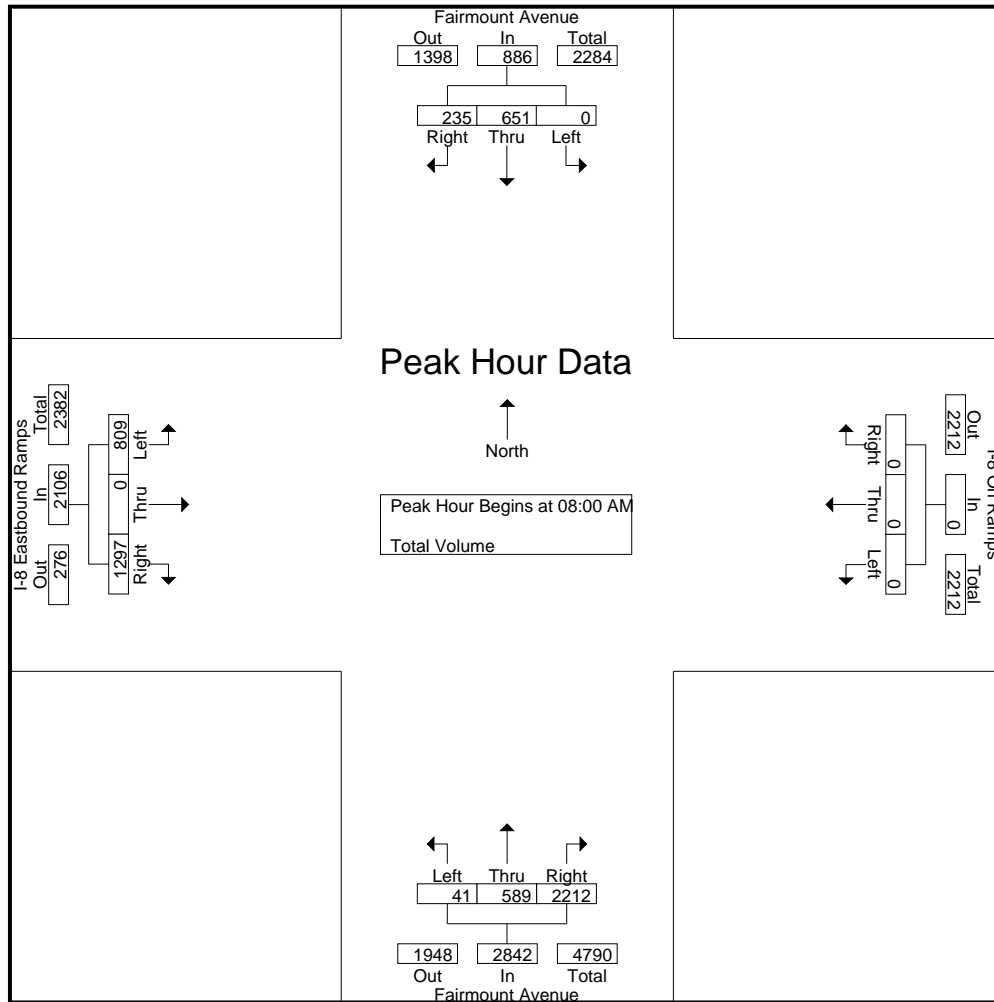 Fairmount Avenue
Out In Total
1398 886 2284
235 651 0
Right Thru Left
Peak Hour Data
North
Peak Hour Begins at 08:00 AM
Total Volume
I-8 Eastbound Ramps
Out In Total
276 2106 2382
809 0 1297
Left Thru Right
I-8 On Ramps
Out In Total
2212 0 2212
Right Thru Left
0 0 0
Left Thru Right
41 589 2212
1948 2842 4790
Out In Total
Fairmount Avenue